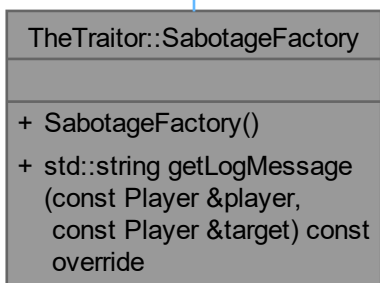 TheTraitor::SabotageFactory
+ SabotageFactory()
+ std::string getLogMessage
(const Player &player,
const Player &target) const
override